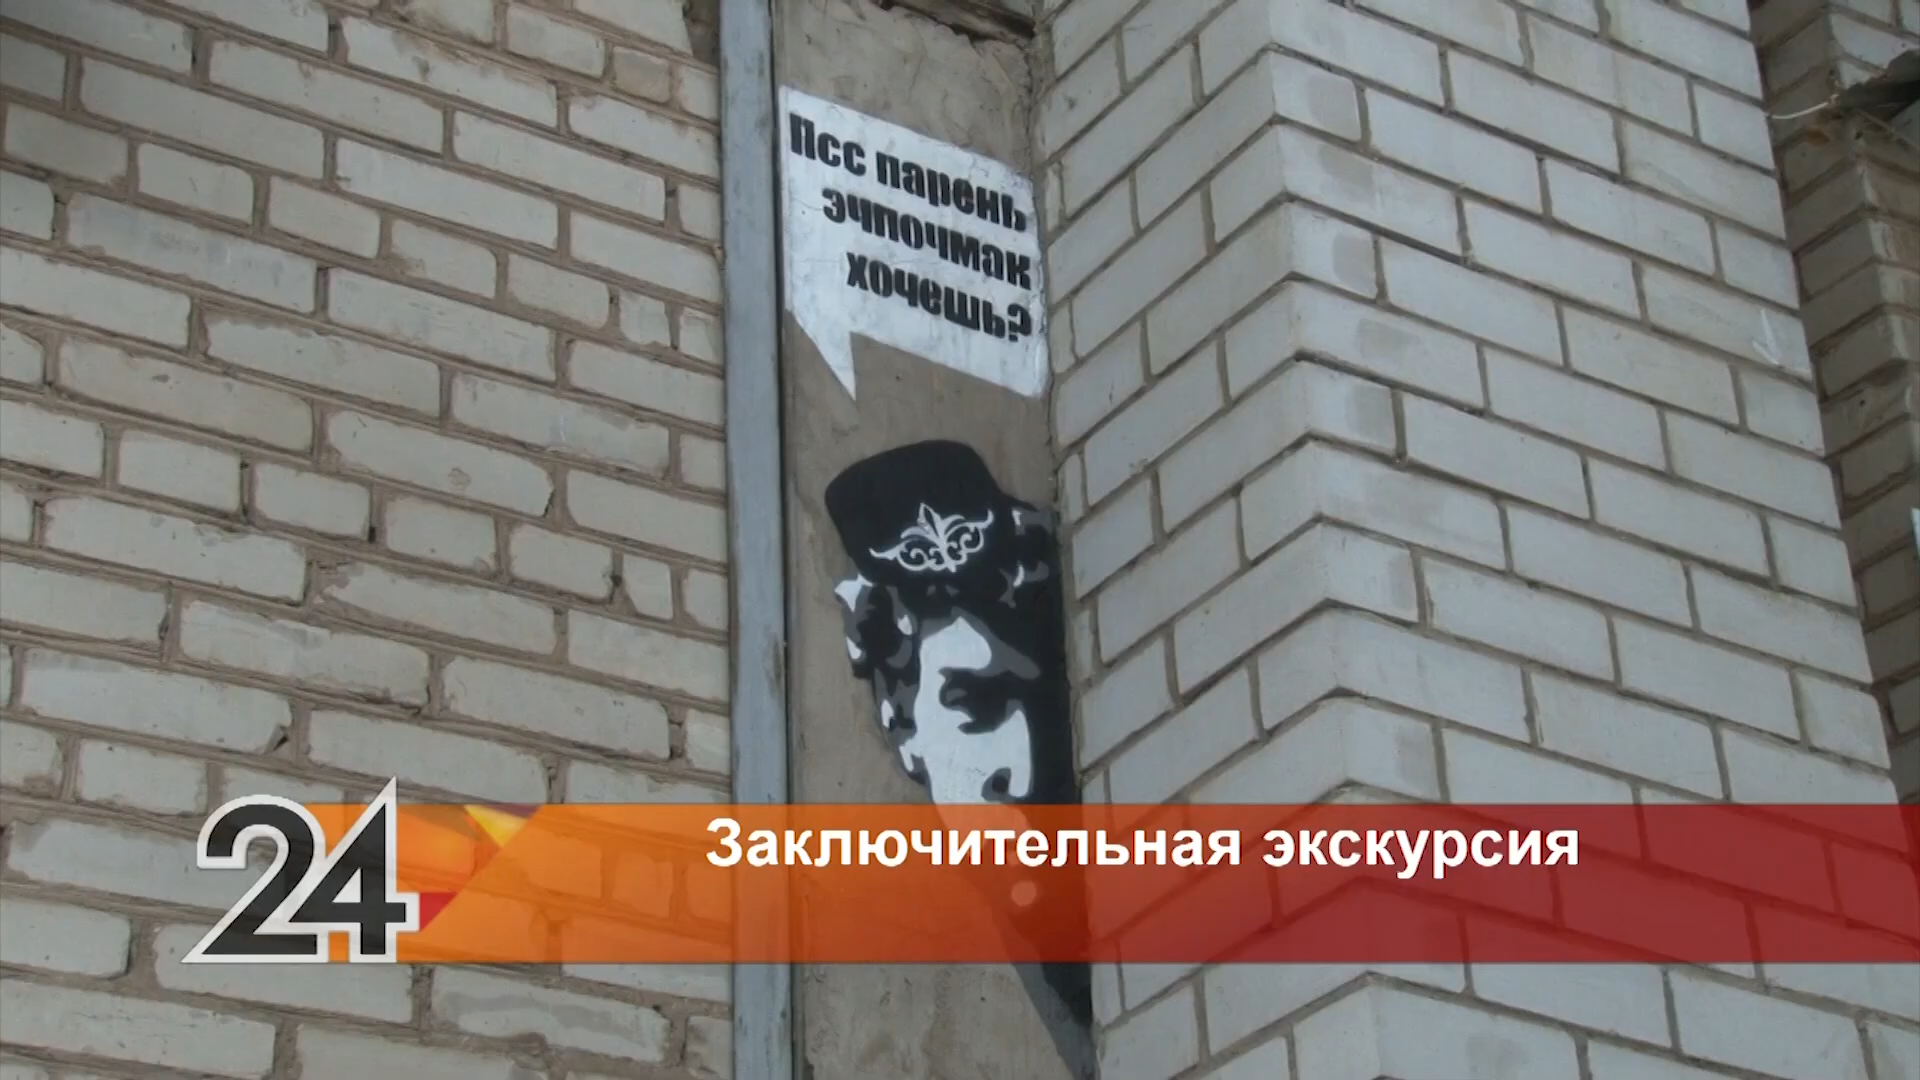 Псс парень
эчпочмак
хочешь?
24
Заключительная экскурсия